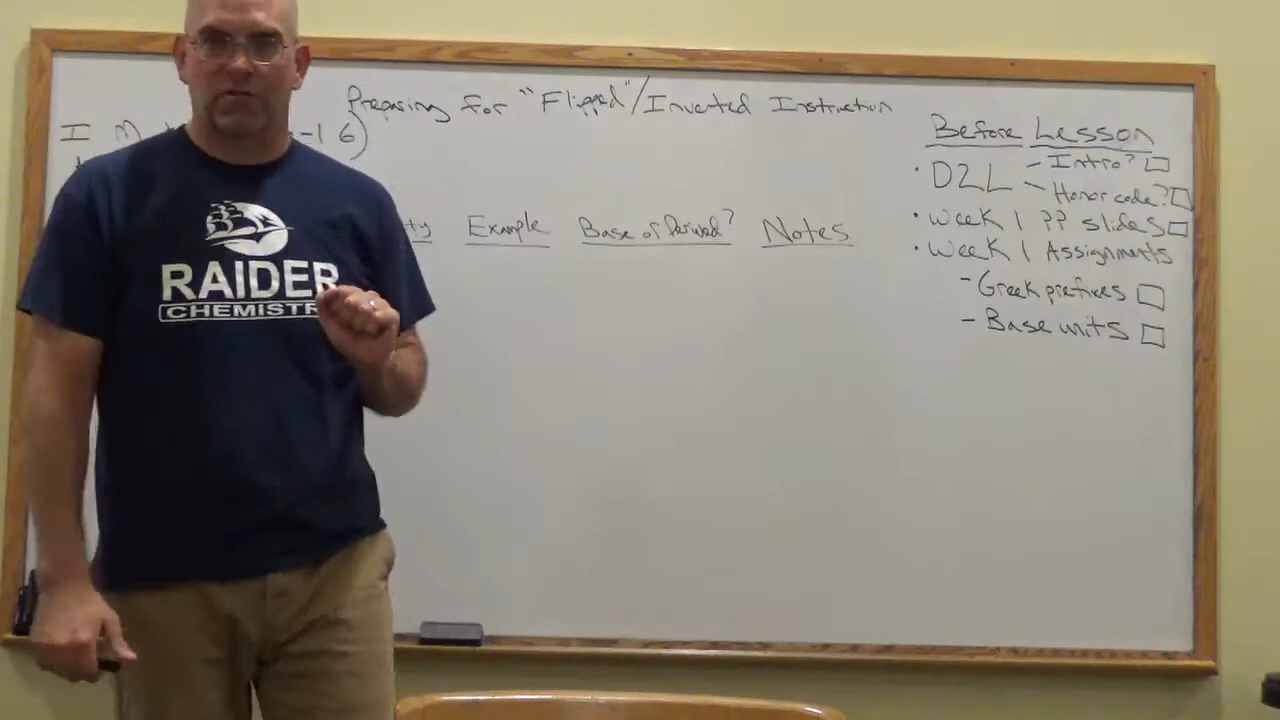 Preparing for "Flipped"/Inverted Instruction
I
Before Lesson
• D2L - Intro?
- Honor code?
• Week 1 PP slides
• Week 1 Assignments
- Greek prefixes
- Base units
Example Base or Derived? Notes
RAIDER
CHEMISTR